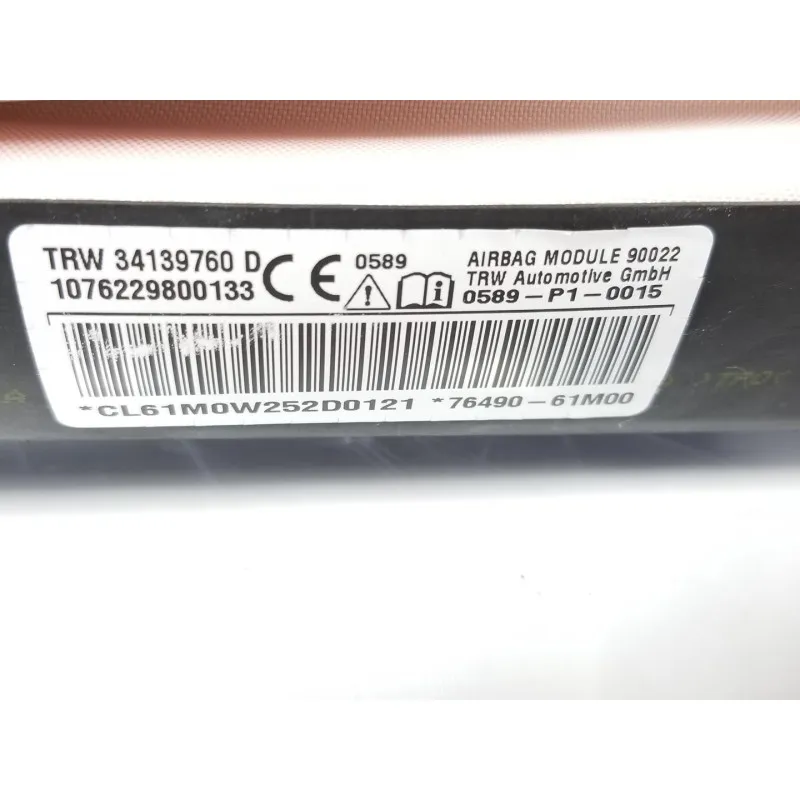 TRW 34139760 D
1076229800133
CE 0589
AIRBAG MODULE 90022
TRW Automotive GmbH
0589-P1-0015
*CL61M0W252D0121 *76490-61M00